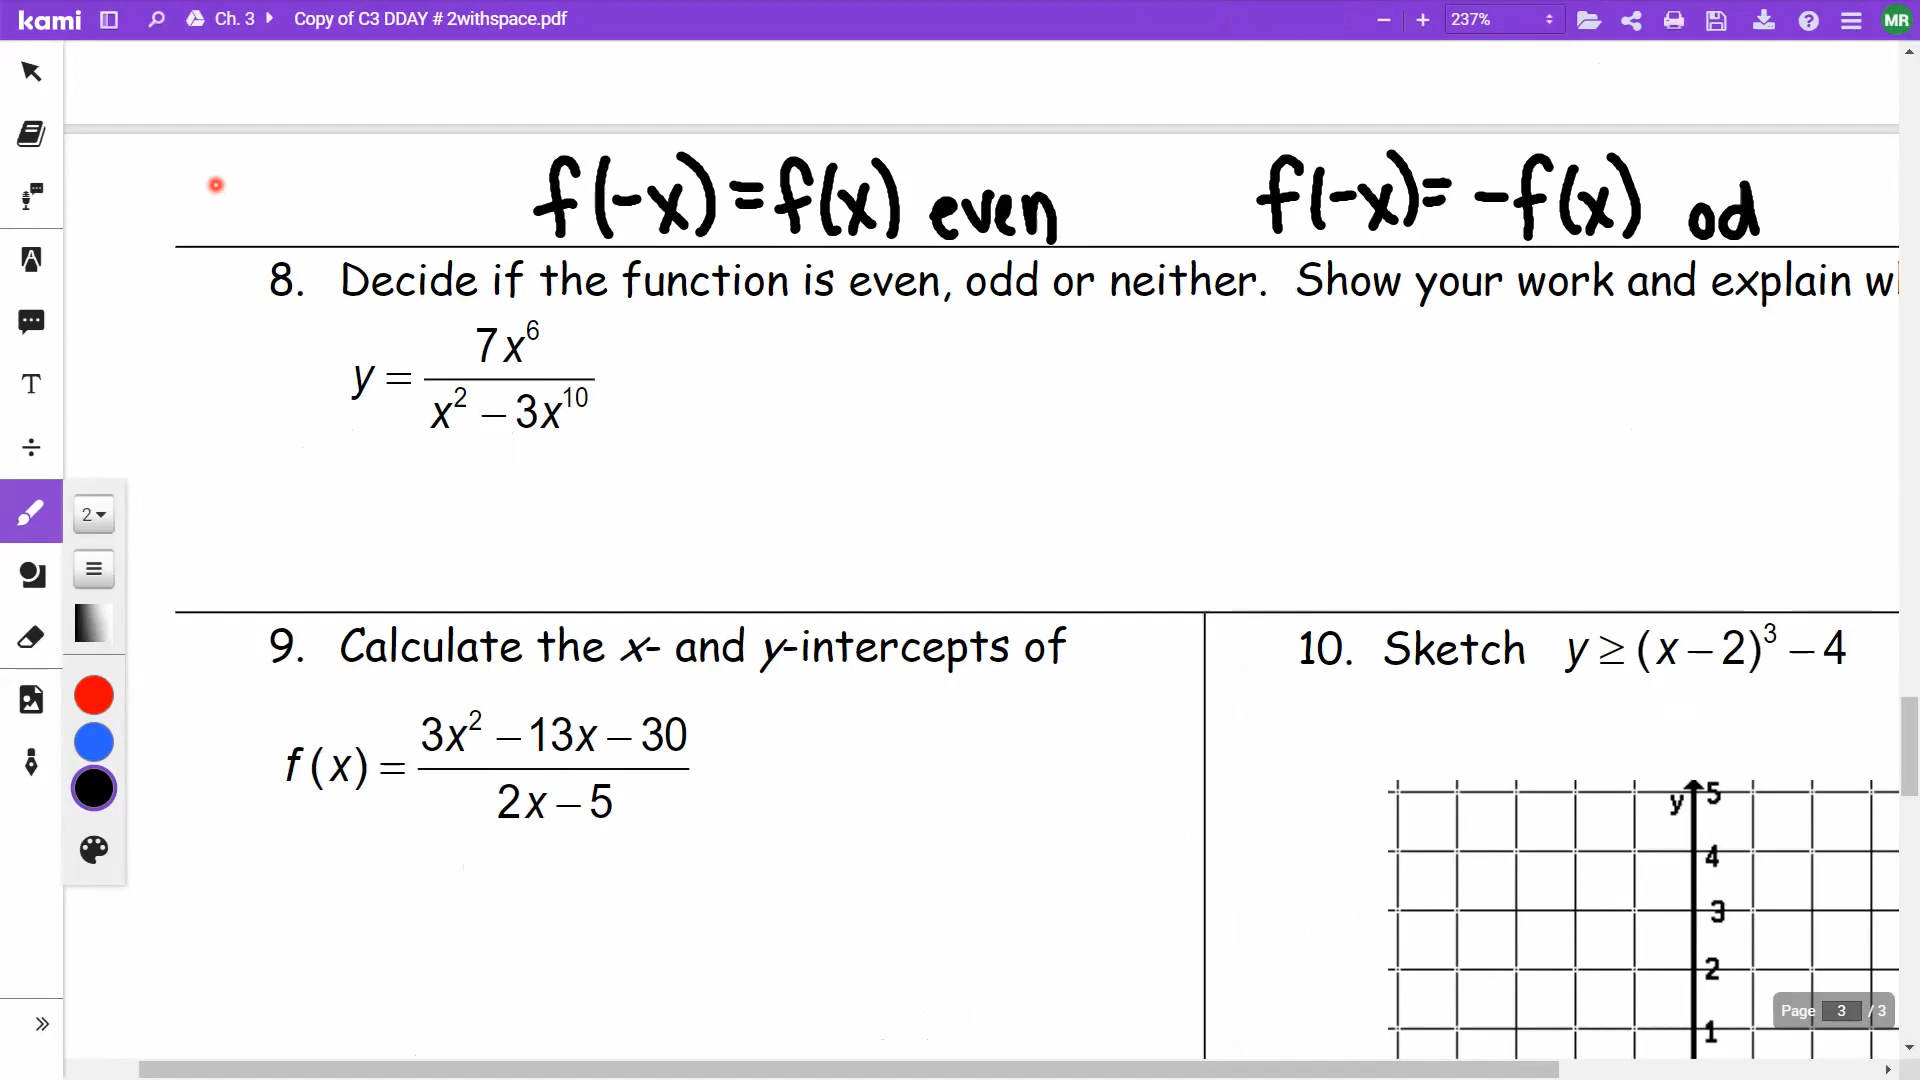 kami Ch. 3 Copy of C3 DDAY # 2withspace.pdf 237% MR
f(-x)=f(x) even f(-x)= -f(x) od
8. Decide if the function is even, odd or neither. Show your work and explain
y = 7x^6 / (x^2 − 3x^10)
2
9. Calculate the x- and y-intercepts of
f(x) = (3x^2 − 13x − 30) / (2x − 5)
10. Sketch y ≥ (x − 2)^3 − 4
y 5
4
3
2
1
Page 3 / 3